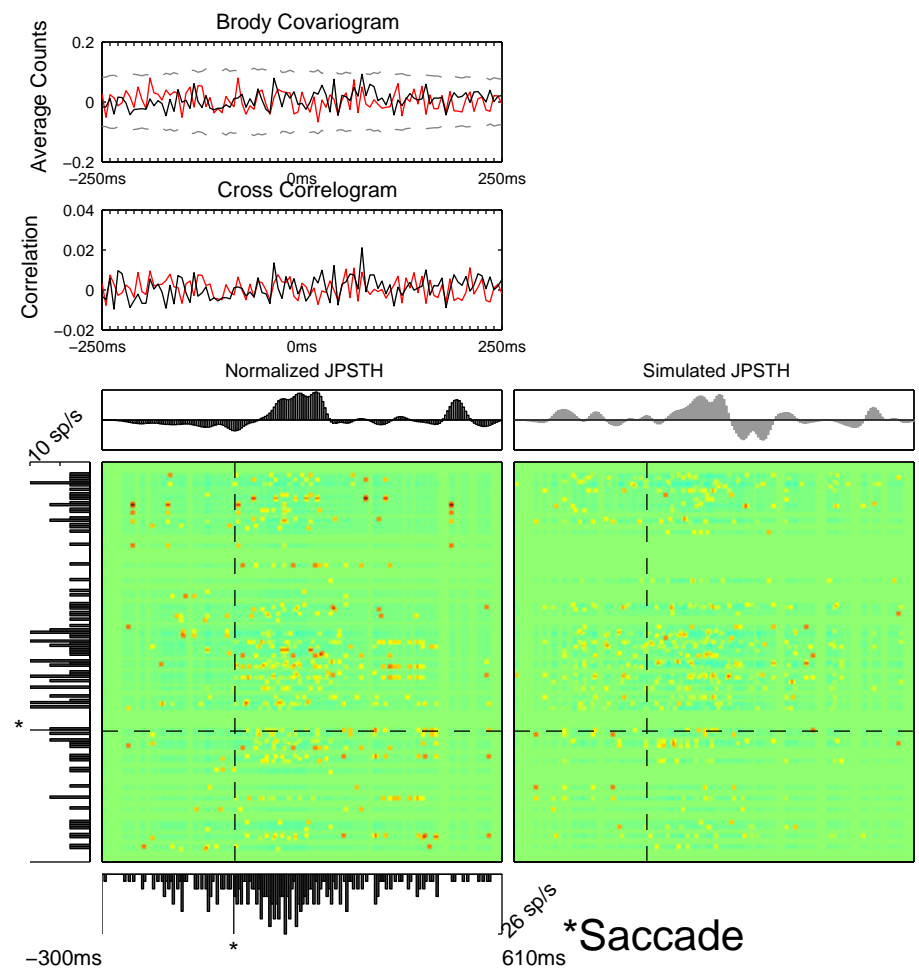 Brody Covariogram
Average Counts
0.2
0
−0.2
−250ms
0ms
250ms
Cross Correlogram
Correlation
0.04
0.02
0
−0.02
−250ms
0ms
250ms
Normalized JPSTH
Simulated JPSTH
10 sp/s
*
*
26 sp/s
−300ms
610ms
*Saccade